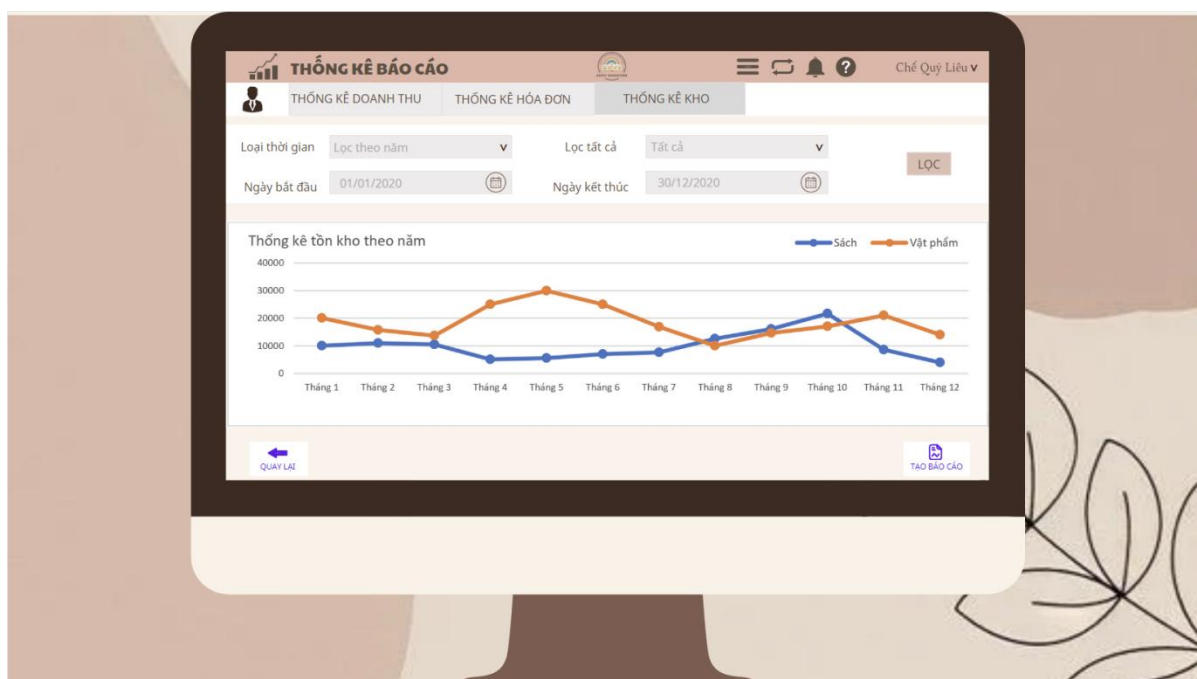 THỐNG KÊ BÁO CÁO
Chế Quý Liêu
THỐNG KÊ DOANH THU THỐNG KÊ HÓA ĐƠN THỐNG KÊ KHO
Loại thời gian Lọc theo năm Lọc tất cả Tất cả
LỌC
Ngày bắt đầu 01/01/2020 Ngày kết thúc 30/12/2020
Thống kê tồn kho theo năm
Sách Vật phẩm
40000
30000
20000
10000
0
Tháng 1 Tháng 2 Tháng 3 Tháng 4 Tháng 5 Tháng 6 Tháng 7 Tháng 8 Tháng 9 Tháng 10 Tháng 11 Tháng 12
QUAY LẠI
TẠO BÁO CÁO